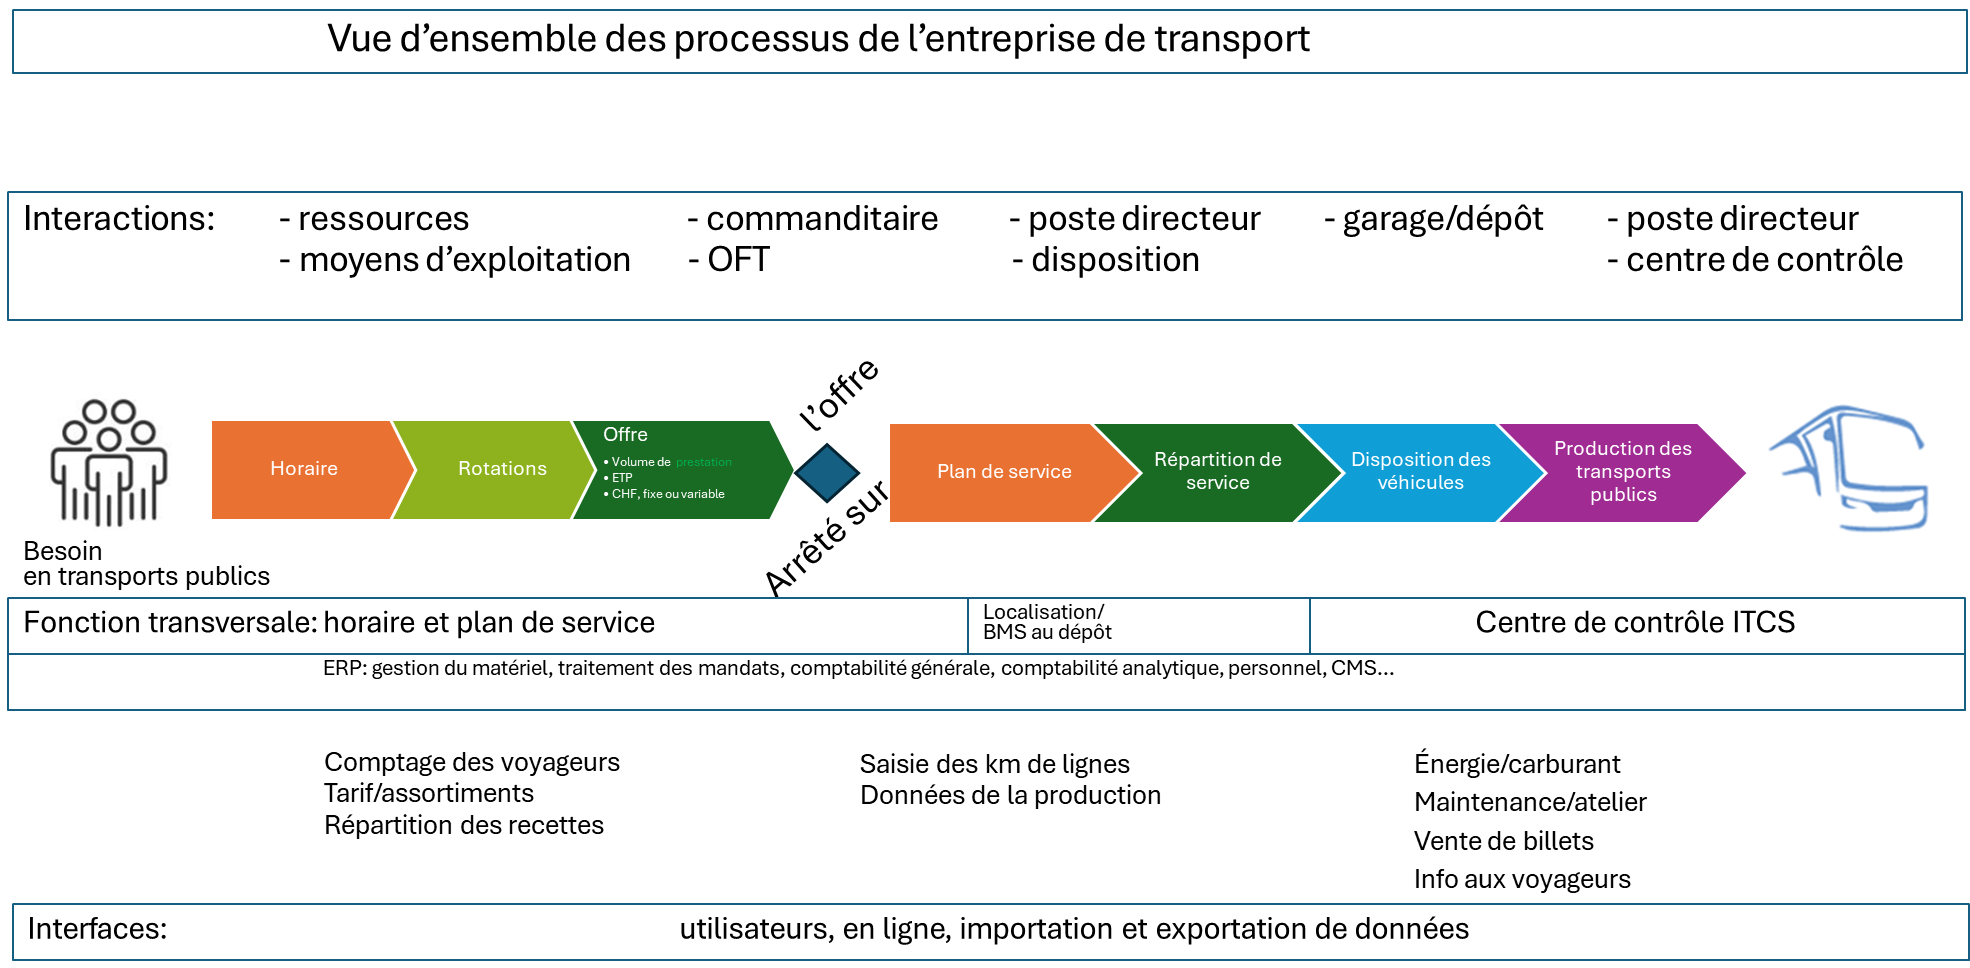 Vue d’ensemble des processus de l’entreprise de transport
Interactions:
- ressources
- moyens d’exploitation
- commanditaire
- OFT
- poste directeur
- disposition
- garage/dépôt
- poste directeur
- centre de contrôle
Besoin
en transports publics
Horaire
Rotations
Offre
• Volume de prestation
• ETP
• CHF, fixe ou variable
Arrêté sur
l’offre
Plan de service
Répartition de
service
Disposition des
véhicules
Production des
transports
publics
Fonction transversale: horaire et plan de service
Localisation/
BMS au dépôt
Centre de contrôle ITCS
ERP: gestion du matériel, traitement des mandats, comptabilité générale, comptabilité analytique, personnel, CMS...
Comptage des voyageurs
Tarif/assortiments
Répartition des recettes
Saisie des km de lignes
Données de la production
Énergie/carburant
Maintenance/atelier
Vente de billets
Info aux voyageurs
Interfaces:
utilisateurs, en ligne, importation et exportation de données